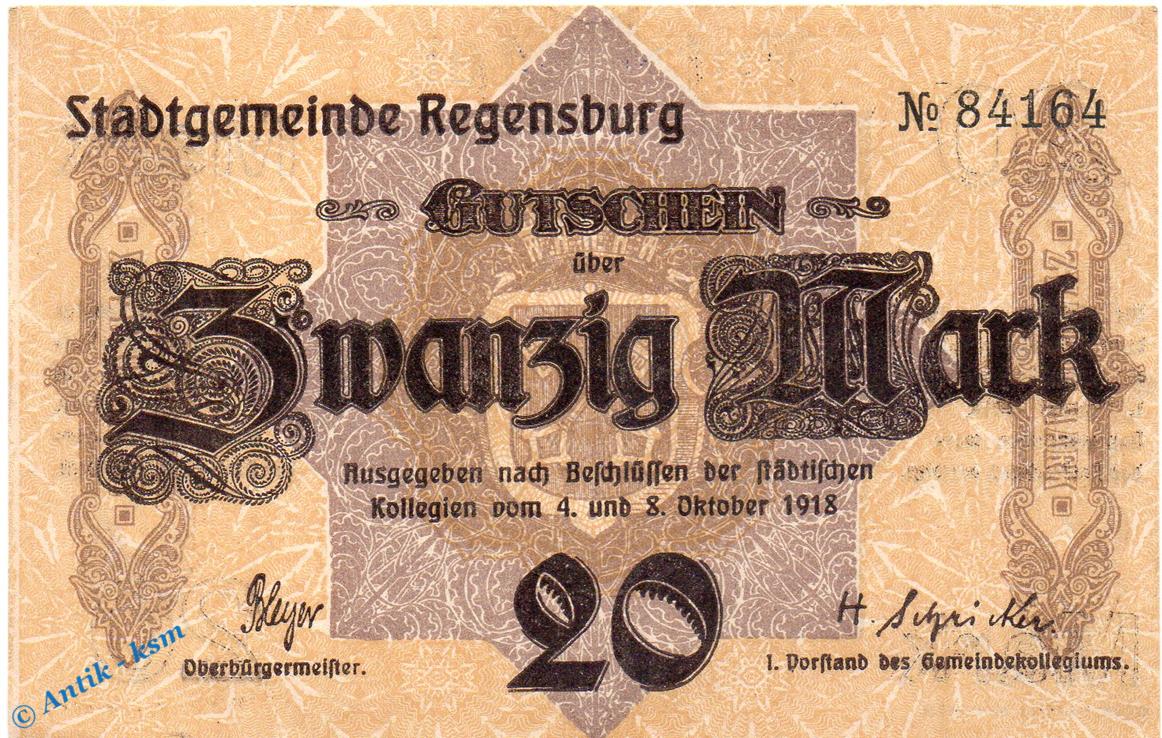 Stadtgemeinde Regensburg
№ 84164
GUTSCHEIN
über
Zwanzig Mark
Ausgegeben nach Beſchlüſſen der ſtädtiſchen
Kollegien vom 4. und 8. Oktober 1918
20
H. Schricker.
Oberbürgermeiſter.
1. Vorſtand des Gemeindekollegiums.
© Antik - ksm